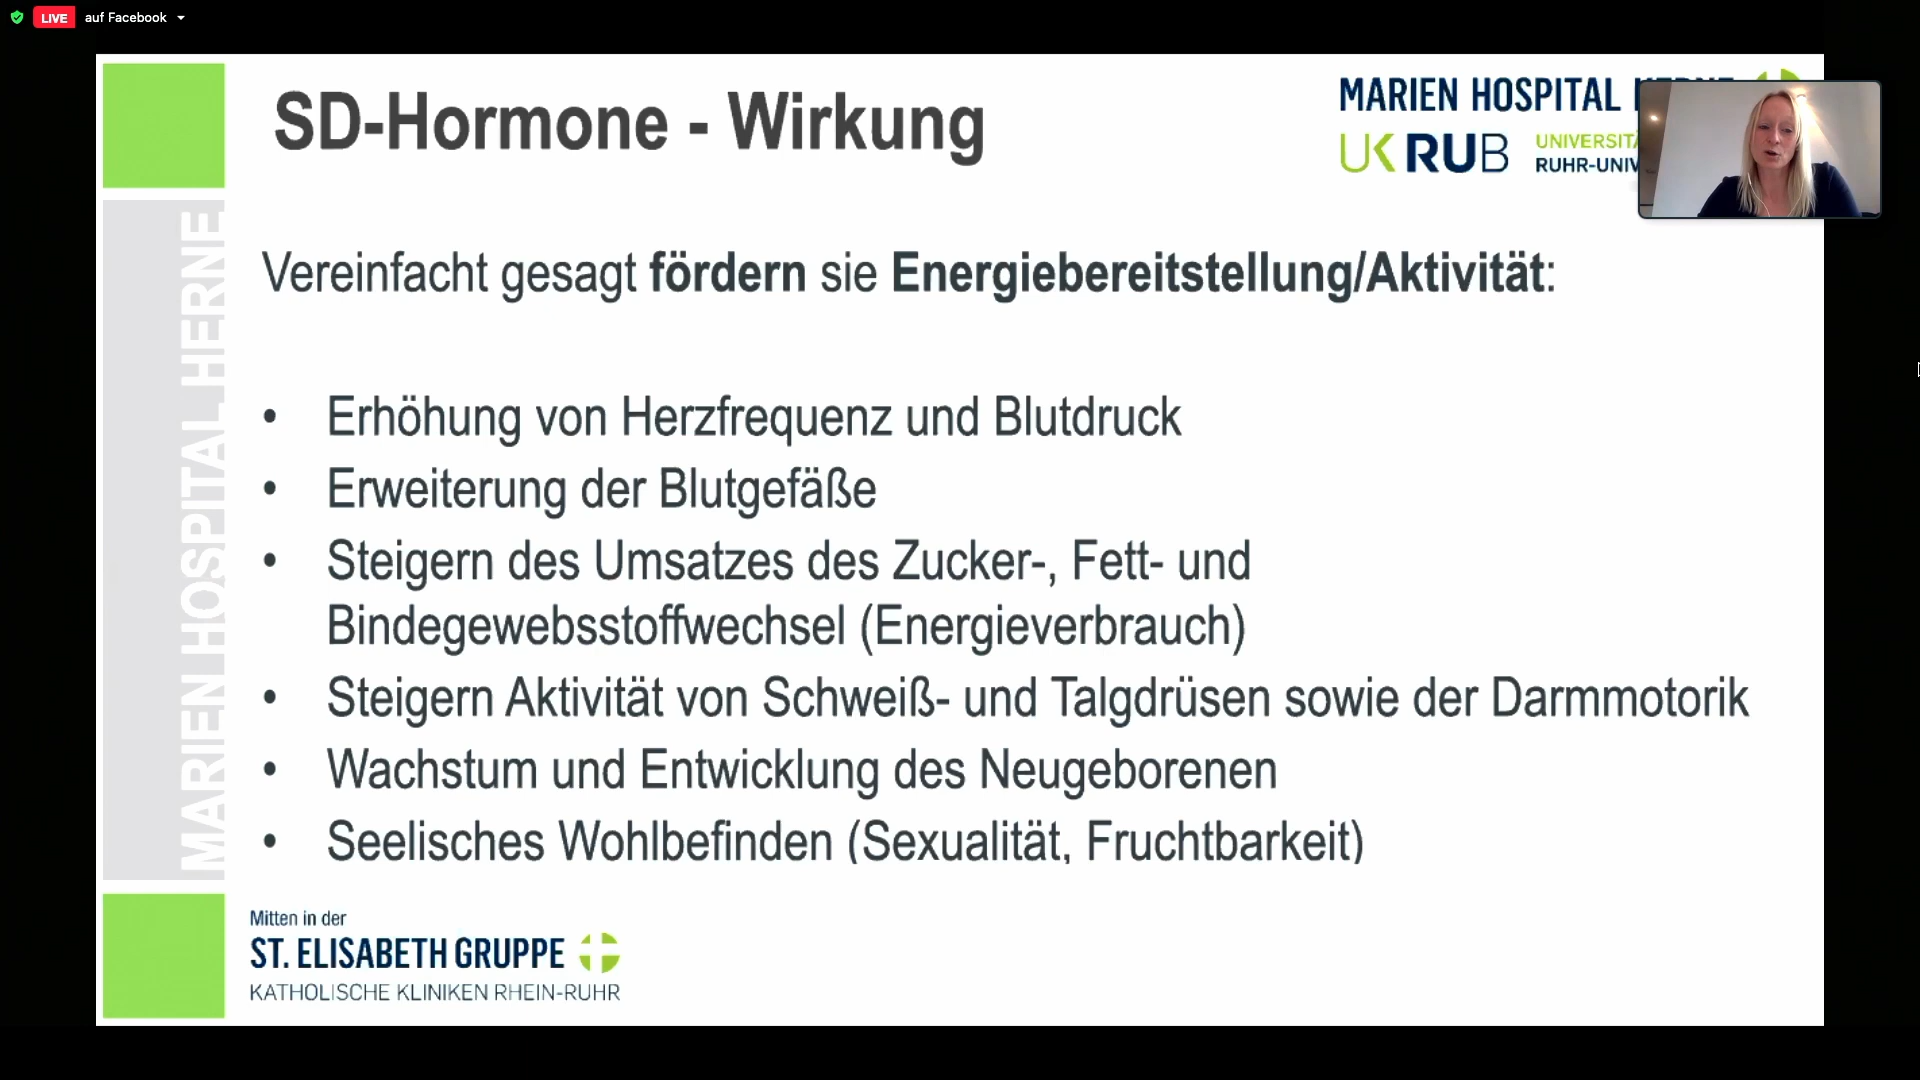 LIVE auf Facebook
SD-Hormone - Wirkung
MARIEN HOSPITAL
UK RUB
RUHR-UNIV
MARIEN HOSPITAL HERNE
Vereinfacht gesagt fördern sie Energiebereitstellung/Aktivität:
• Erhöhung von Herzfrequenz und Blutdruck
• Erweiterung der Blutgefäße
• Steigern des Umsatzes des Zucker-, Fett- und
Bindegewebsstoffwechsel (Energieverbrauch)
• Steigern Aktivität von Schweiß- und Talgdrüsen sowie der Darmmotorik
• Wachstum und Entwicklung des Neugeborenen
• Seelisches Wohlbefinden (Sexualität, Fruchtbarkeit)
Mitten in der
ST. ELISABETH GRUPPE
KATHOLISCHE KLINIKEN RHEIN-RUHR